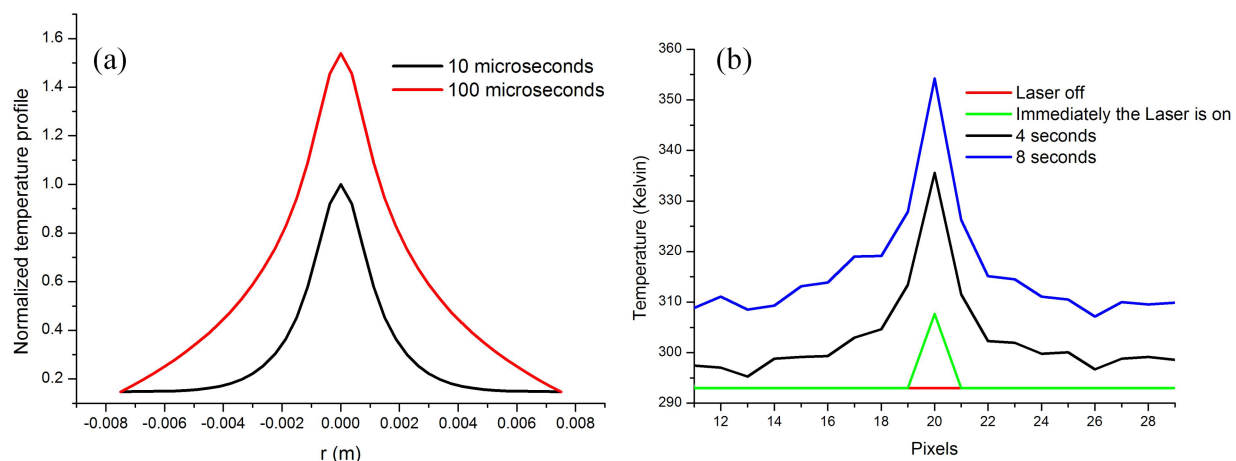 (a)
Normalized temperature profile
1.6
1.4
1.2
1.0
0.8
0.6
0.4
0.2
10 microseconds
100 microseconds
-0.008 -0.006 -0.004 -0.002 0.000 0.002 0.004 0.006 0.008
r (m)
(b)
Temperature (Kelvin)
360
350
340
330
320
310
300
290
Laser off
Immediately the Laser is on
4 seconds
8 seconds
12 14 16 18 20 22 24 26 28
Pixels